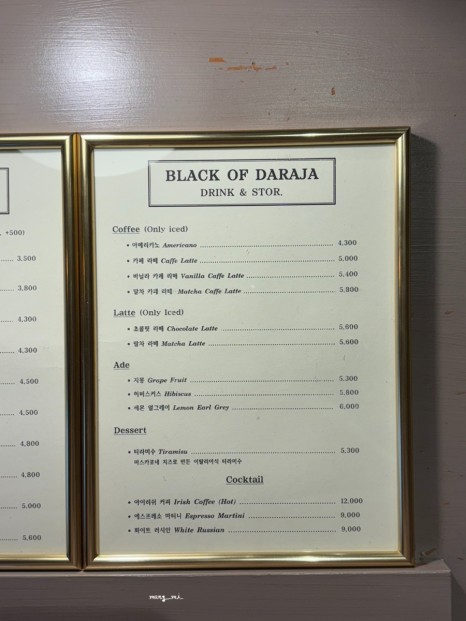 , +500)
3,500
3,800
4,300
4,300
4,500
4,500
4,800
4,800
5,000
5,600
BLACK OF DARAJA
DRINK & STOR.
Coffee (Only iced)
• 아메리카노 Americano 4,300
• 카페 라떼 Caffe Latte 5,000
• 바닐라 카페 라떼 Vanilla Caffe Latte 5,400
• 말차 카페 라떼 Matcha Caffe Latte 5,800
Latte (Only Iced)
• 초콜릿 라떼 Chocolate Latte 5,600
• 말차 라떼 Matcha Latte 5,600
Ade
• 자몽 Grape Fruit 5,300
• 히비스커스 Hibiscus 5,800
• 레몬 얼그레이 Lemon Earl Grey 6,000
Dessert
• 티라미수 Tiramisu 5,300
마스카포네 치즈로 만든 이탈리아식 티라미수
Cocktail
• 아이리쉬 커피 Irish Coffee (Hot) 12,000
• 에스프레소 마티니 Espresso Martini 9,000
• 화이트 러시안 White Russian 9,000